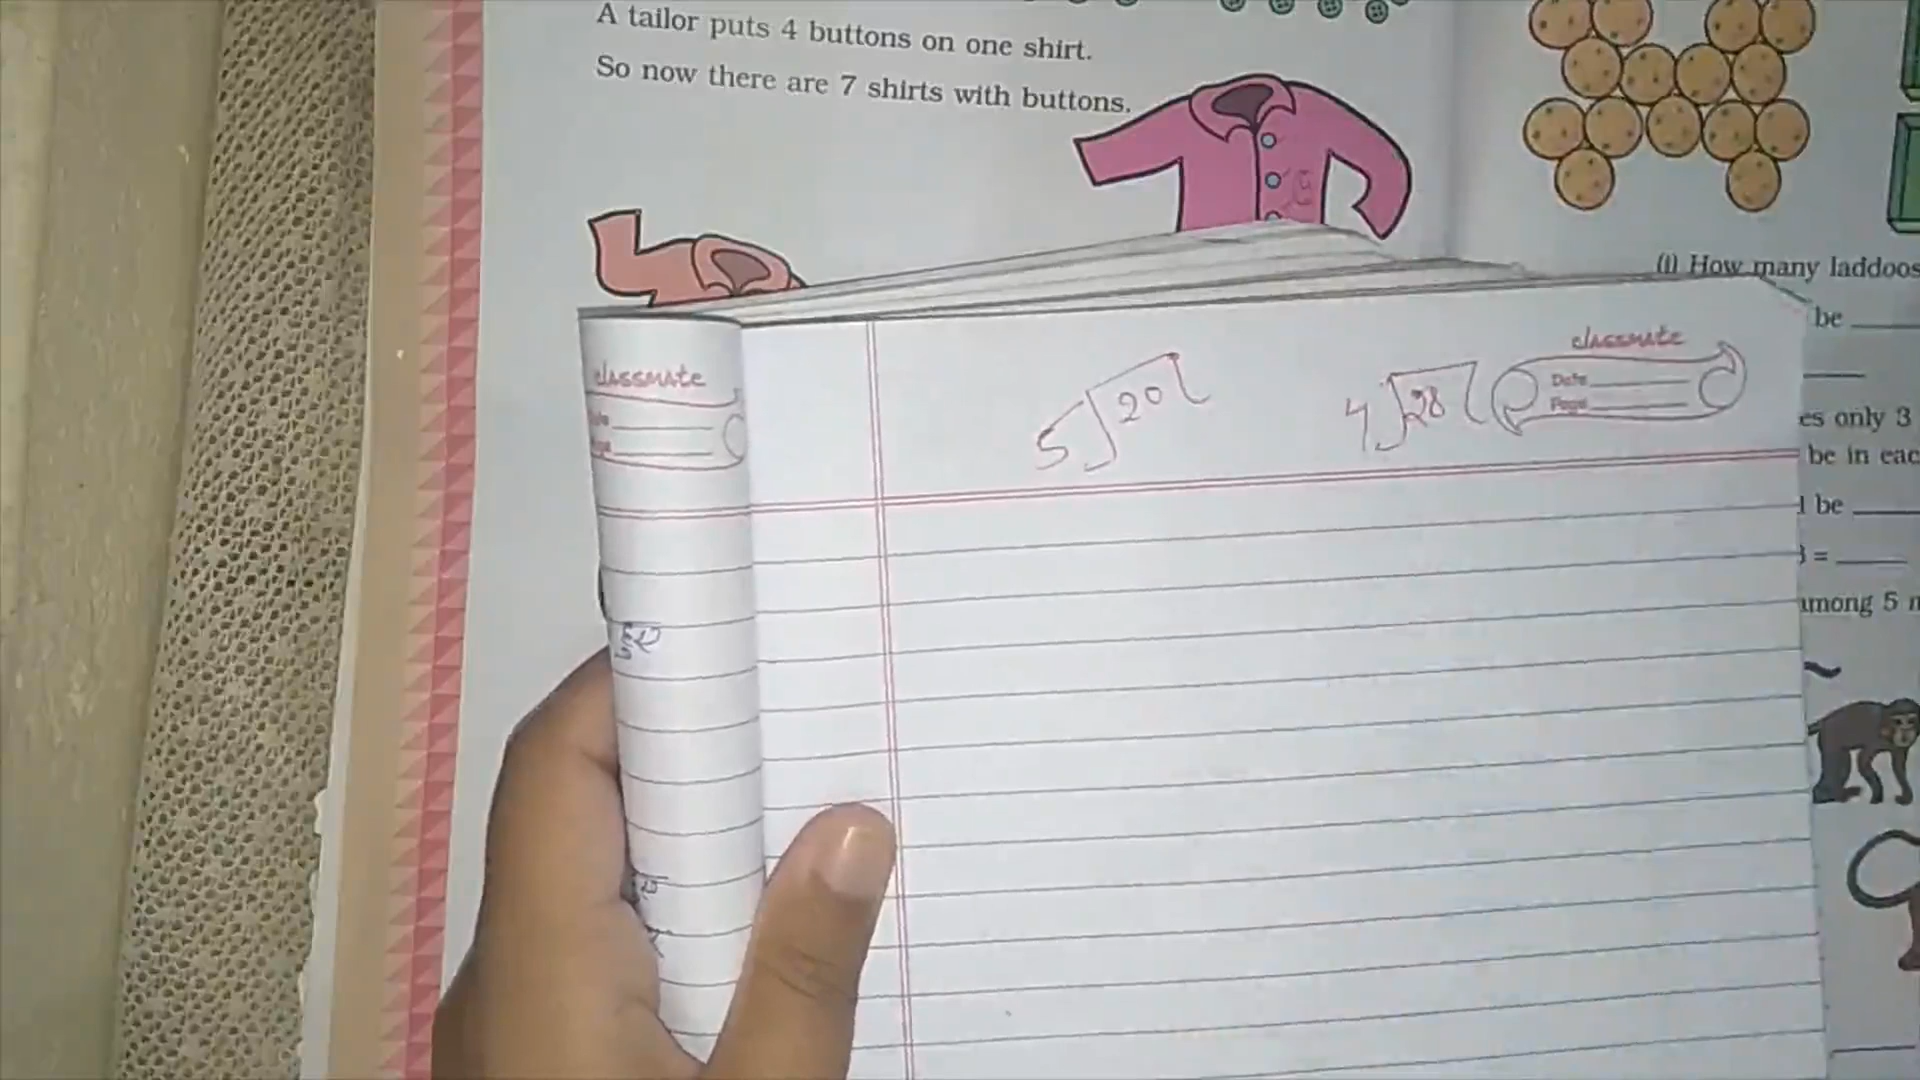 A tailor puts 4 buttons on one shirt.
So now there are 7 shirts with buttons.
(i) How many laddoos
be
es only 3
be in eac
be
=
among 5
classmate
classmate
Date
Page
5 20
4 28